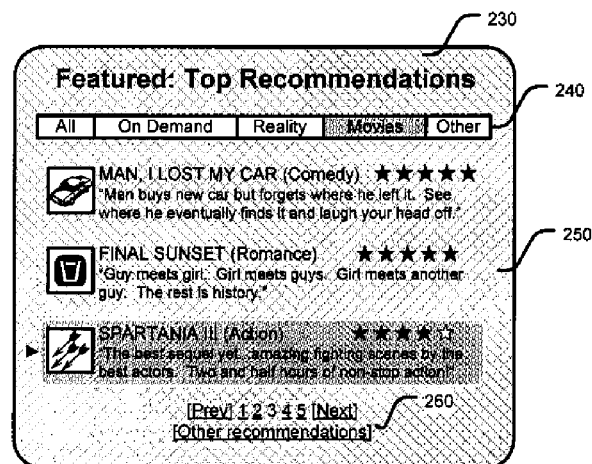 230
Featured: Top Recommendations
240
All On Demand Reality Movies Other
MAN, I LOST MY CAR (Comedy) ★★★★★
"Man buys new car but forgets where he left it. See
where he eventually finds it and laugh your head off."
250
FINAL SUNSET (Romance) ★★★★★
"Guy meets girl. Girl meets guys. Girl meets another
guy. The rest is history."
SPARTANIA II (Action) ★★★★☆
"The best sequel yet...amazing fighting scenes by the
best actors. Two and half hours of non-stop action!"
[Prev] 1 2 3 4 5 [Next]
260
[Other recommendations]